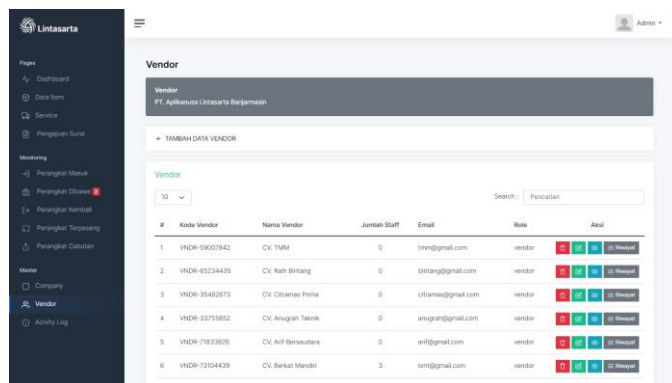 Lintasarta
Admin
Pages
Dashboard
Data Item
Service
Pengajuan Surat
Monitoring
Perangkat Masuk
Perangkat Dibawa
Perangkat Kembali
Perangkat Terpasang
Perangkat Cabutan
Master
Company
Vendor
Acivity Log
Vendor
Vendor
PT. Aplikanusa Lintasarta Banjarmasin
+ TAMBAH DATA VENDOR
Vendor
10 Search : Pencarian
# Kode Vendor Nama Vendor Jumlah Staff Email Role Aksi
1 VNDR-59007842 CV. TMM 0 tmm@gmail.com vendor Riwayat
2 VNDR-65234435 CV. Raih Bintang 0 bintang@gmail.com vendor Riwayat
3 VNDR-35482673 CV. Citramas Prima 0 citramas@gmail.com vendor Riwayat
4 VNDR-33755852 CV. Anugrah Teknik 0 anugrah@gmail.com vendor Riwayat
5 VNDR-71833826 CV. Arif Bersaudara 0 arif@gmail.com vendor Riwayat
6 VNDR-73104439 CV. Berkat Mandiri 3 bmt@gmail.com vendor Riwayat